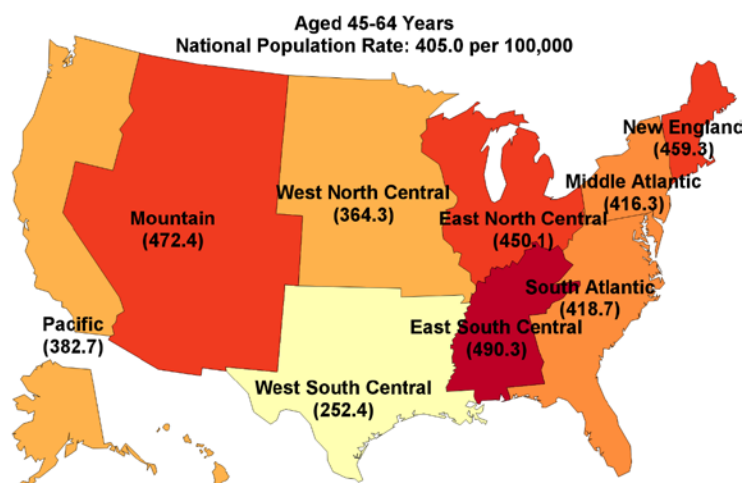 Aged 45-64 Years
National Population Rate: 405.0 per 100,000
New England
(459.3)
Middle Atlantic
(416.3)
West North Central
(364.3)
Mountain
(472.4)
East North Central
(450.1)
South Atlantic
(418.7)
Pacific
(382.7)
East South Central
(490.3)
West South Central
(252.4)